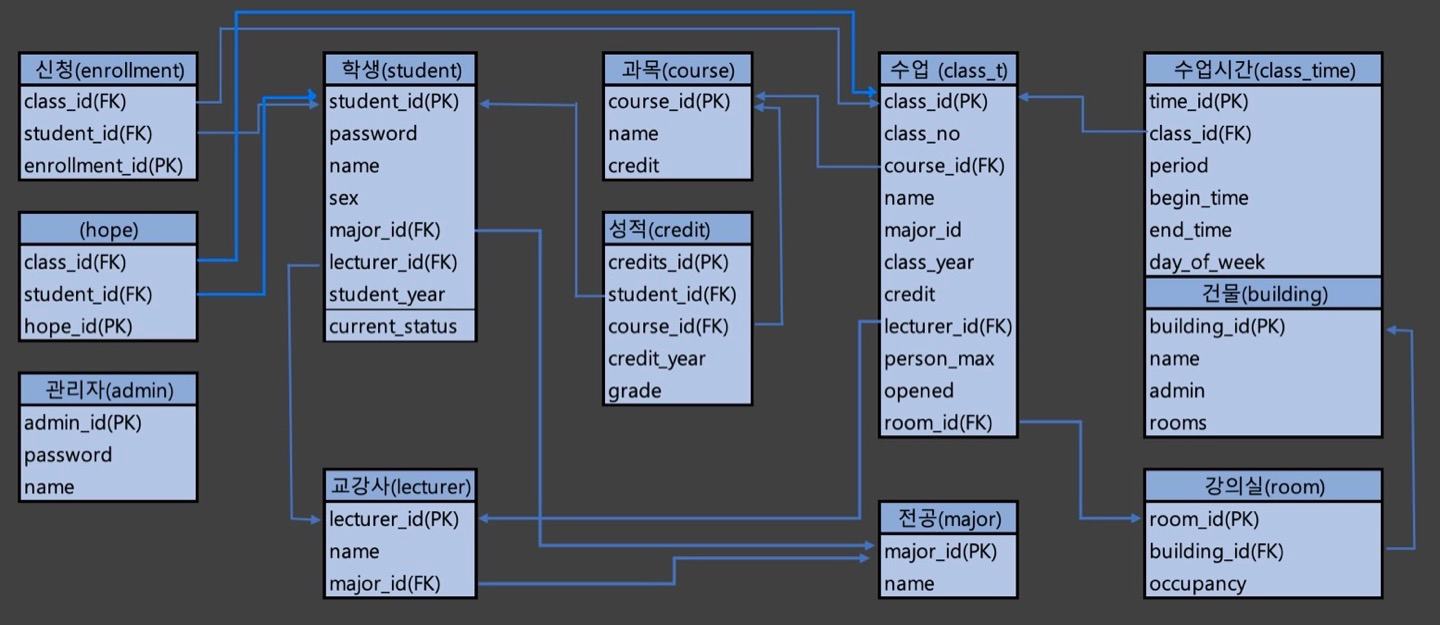 신청(enrollment)
class_id(FK)
student_id(FK)
enrollment_id(PK)
(hope)
class_id(FK)
student_id(FK)
hope_id(PK)
관리자(admin)
admin_id(PK)
password
name
학생(student)
student_id(PK)
password
name
sex
major_id(FK)
lecturer_id(FK)
student_year
current_status
교강사(lecturer)
lecturer_id(PK)
name
major_id(FK)
과목(course)
course_id(PK)
name
credit
성적(credit)
credits_id(PK)
student_id(FK)
course_id(FK)
credit_year
grade
수업 (class_t)
class_id(PK)
class_no
course_id(FK)
name
major_id
class_year
credit
lecturer_id(FK)
person_max
opened
room_id(FK)
전공(major)
major_id(PK)
name
수업시간(class_time)
time_id(PK)
class_id(FK)
period
begin_time
end_time
day_of_week
건물(building)
building_id(PK)
name
admin
rooms
강의실(room)
room_id(PK)
building_id(FK)
occupancy